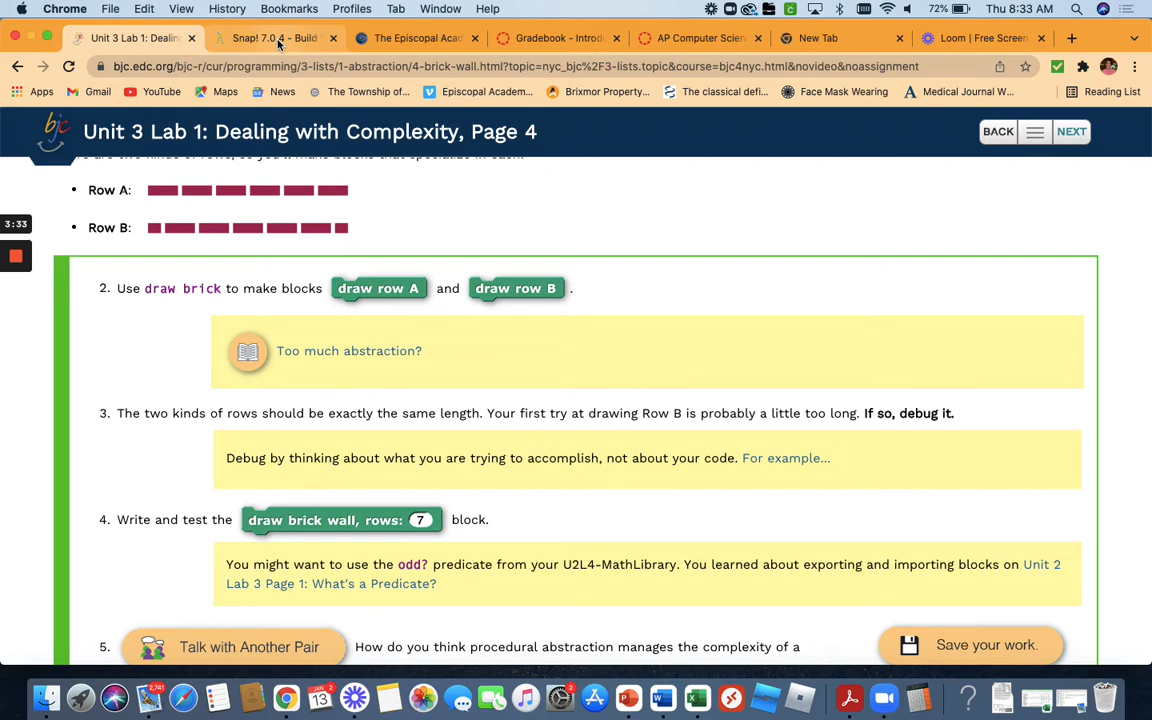 Chrome File Edit View History Bookmarks Profiles Tab Window Help 72% Thu Jan 8:33 AM
Unit 3 Lab 1: Dealing Snap! 7.0.4 - Build The Episcopal Acad Gradebook - Introdu AP Computer Scien New Tab Loom | Free Screen
bjc.edc.org/bjc-r/cur/programming/3-lists/1-abstraction/4-brick-wall.html?topic=nyc_bjc%2F3-lists.topic&course=bjc4nyc.html&novideo&noassignment
Apps Gmail YouTube Maps News The Township of... Episcopal Academ... Brixmor Property... The classical defi... Face Mask Wearing Medical Journal W... Reading List
bjc Unit 3 Lab 1: Dealing with Complexity, Page 4 BACK NEXT
Row A:
3:33
Row B:
2. Use draw brick to make blocks draw row A and draw row B .
Too much abstraction?
3. The two kinds of rows should be exactly the same length. Your first try at drawing Row B is probably a little too long. If so, debug it.
Debug by thinking about what you are trying to accomplish, not about your code. For example...
4. Write and test the draw brick wall, rows: 7 block.
You might want to use the odd? predicate from your U2L4-MathLibrary. You learned about exporting and importing blocks on Unit 2
Lab 3 Page 1: What's a Predicate?
5. Talk with Another Pair How do you think procedural abstraction manages the complexity of a Save your work.
2,741 JAN 13 2 2